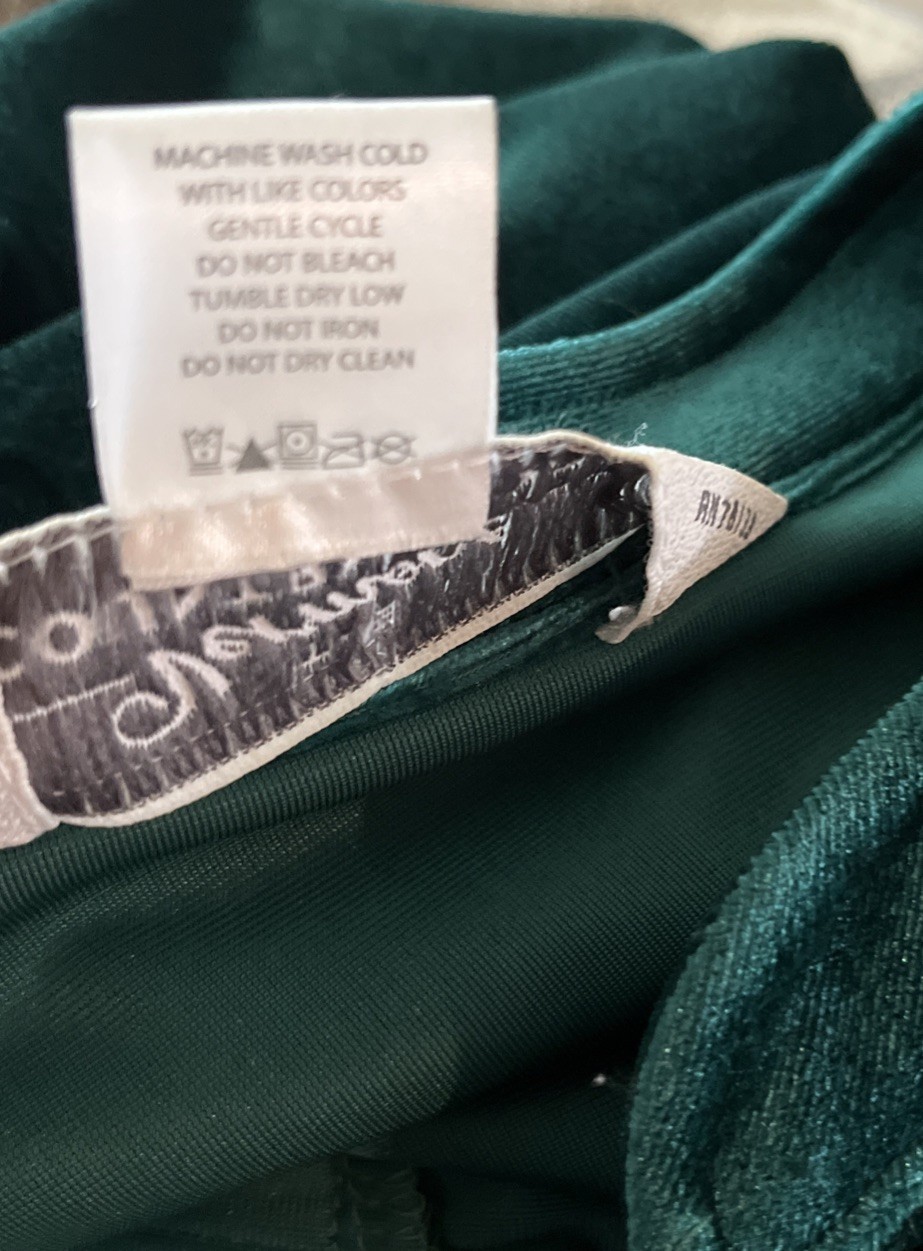 MACHINE WASH COLD
WITH LIKE COLORS
GENTLE CYCLE
DO NOT BLEACH
TUMBLE DRY LOW
DO NOT IRON
DO NOT DRY CLEAN